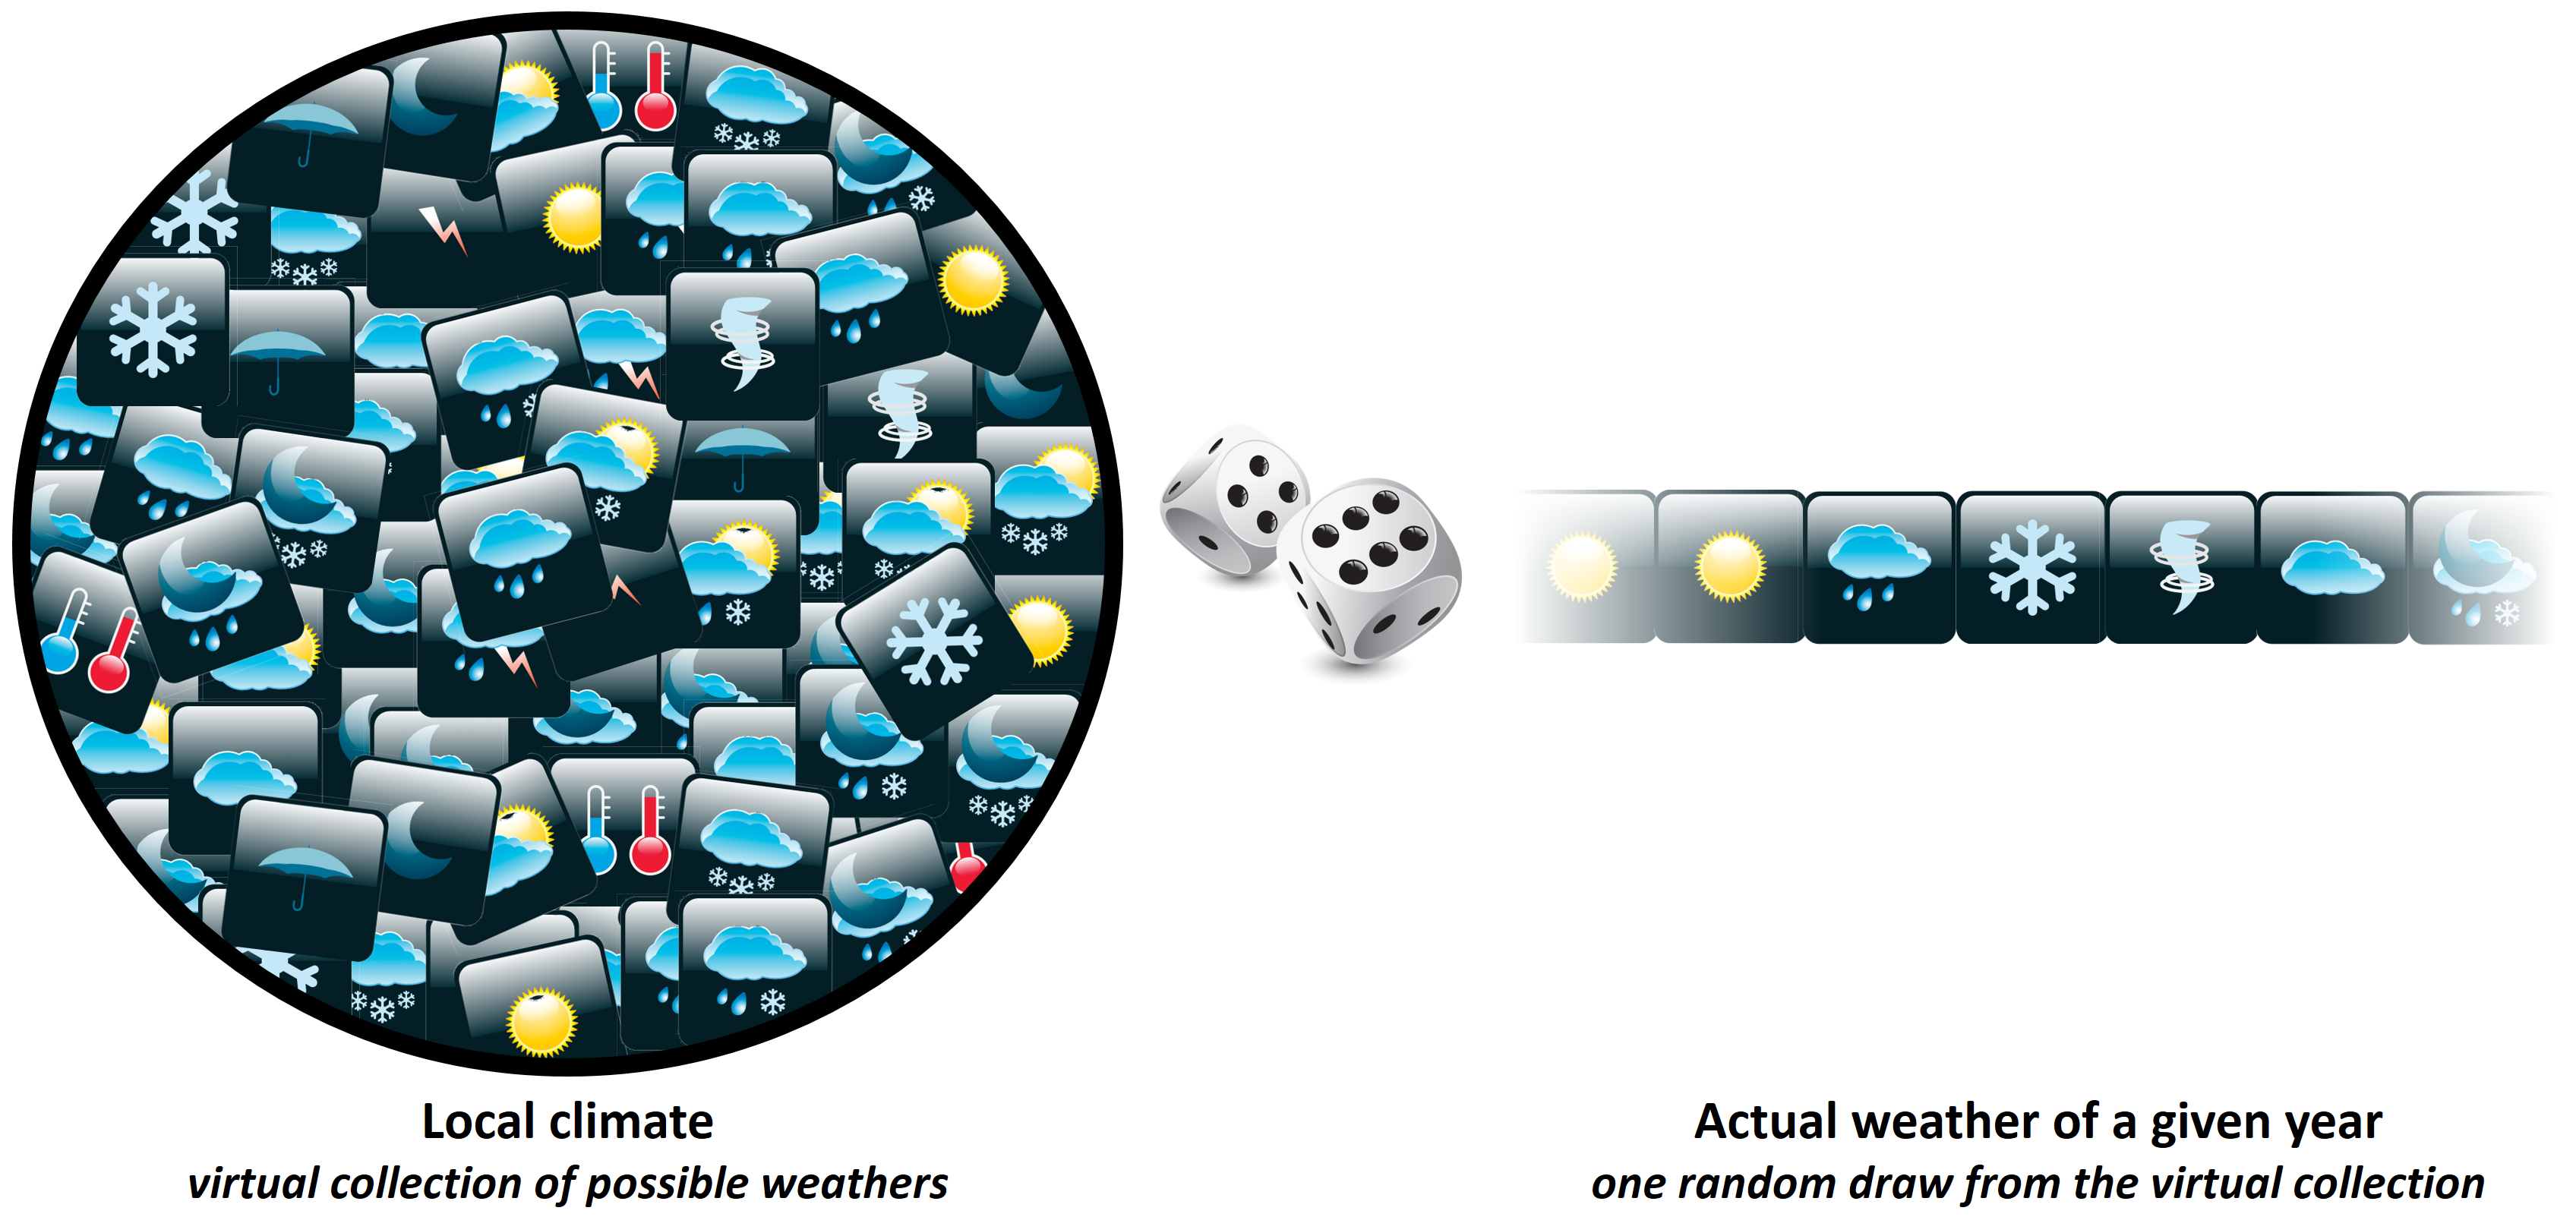 Local climate
virtual collection of possible weathers
Actual weather of a given year
one random draw from the virtual collection